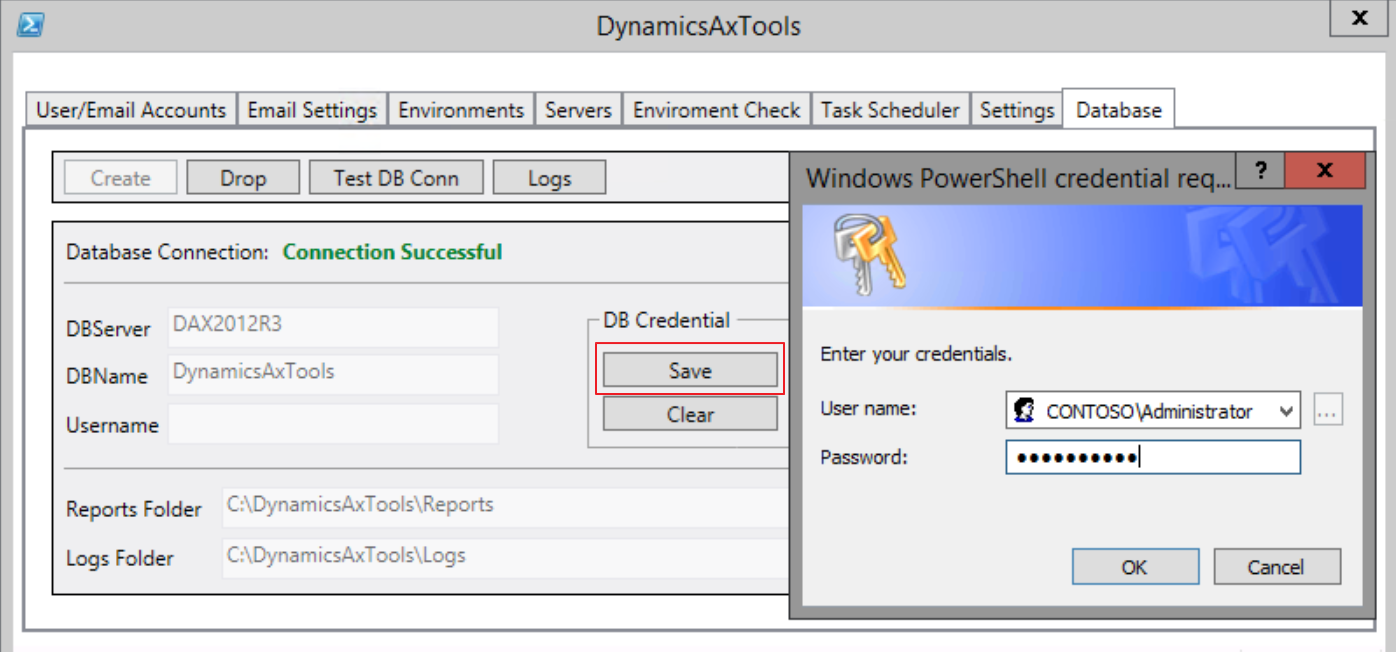 DynamicsAxTools
User/Email Accounts
Email Settings
Environments
Servers
Enviroment Check
Task Scheduler
Settings
Database
Create
Drop
Test DB Conn
Logs
Database Connection: Connection Successful
DBServer DAX2012R3
DBName DynamicsAxTools
Username
DB Credential
Save
Clear
Reports Folder C:\DynamicsAxTools\Reports
Logs Folder C:\DynamicsAxTools\Logs
Windows PowerShell credential req... ? x
Enter your credentials.
User name: CONTOSO\Administrator ...
Password: ●●●●●●●●●●
OK
Cancel